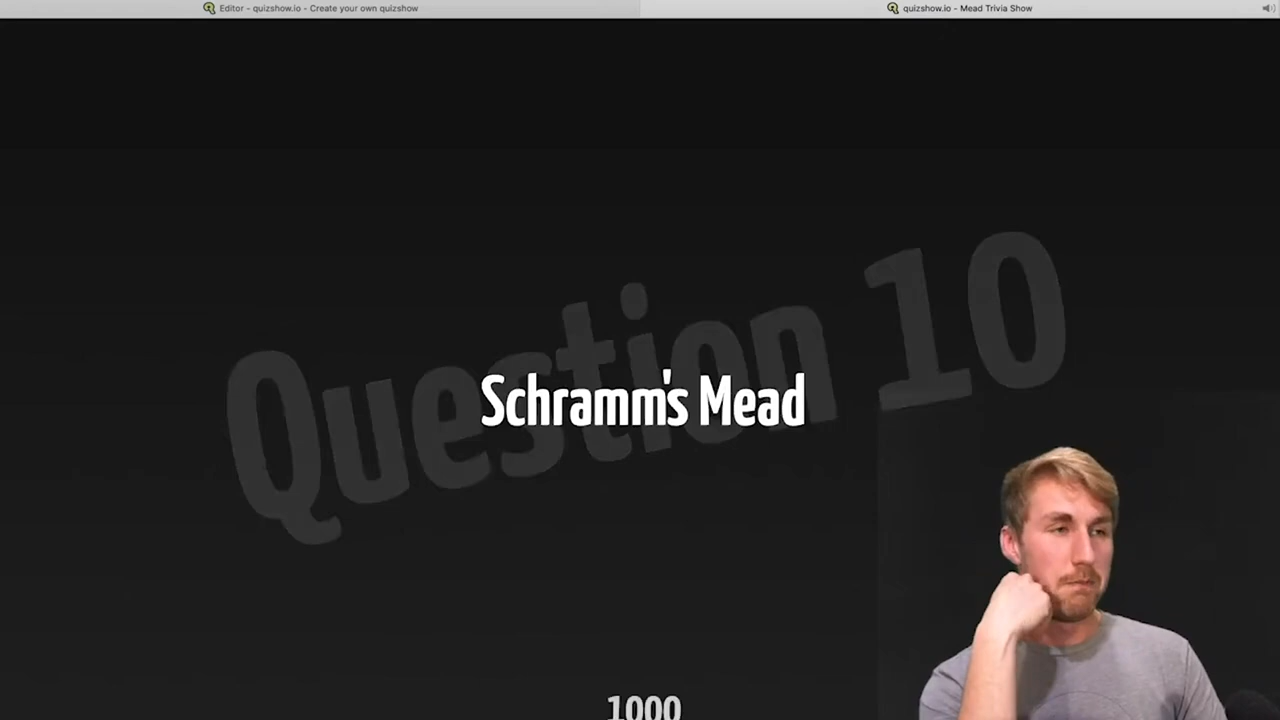 Editor - quizshow.io - Create your own quizshow
quizshow.io - Mead Trivia Show
Question 10
Schramm's Mead
1000